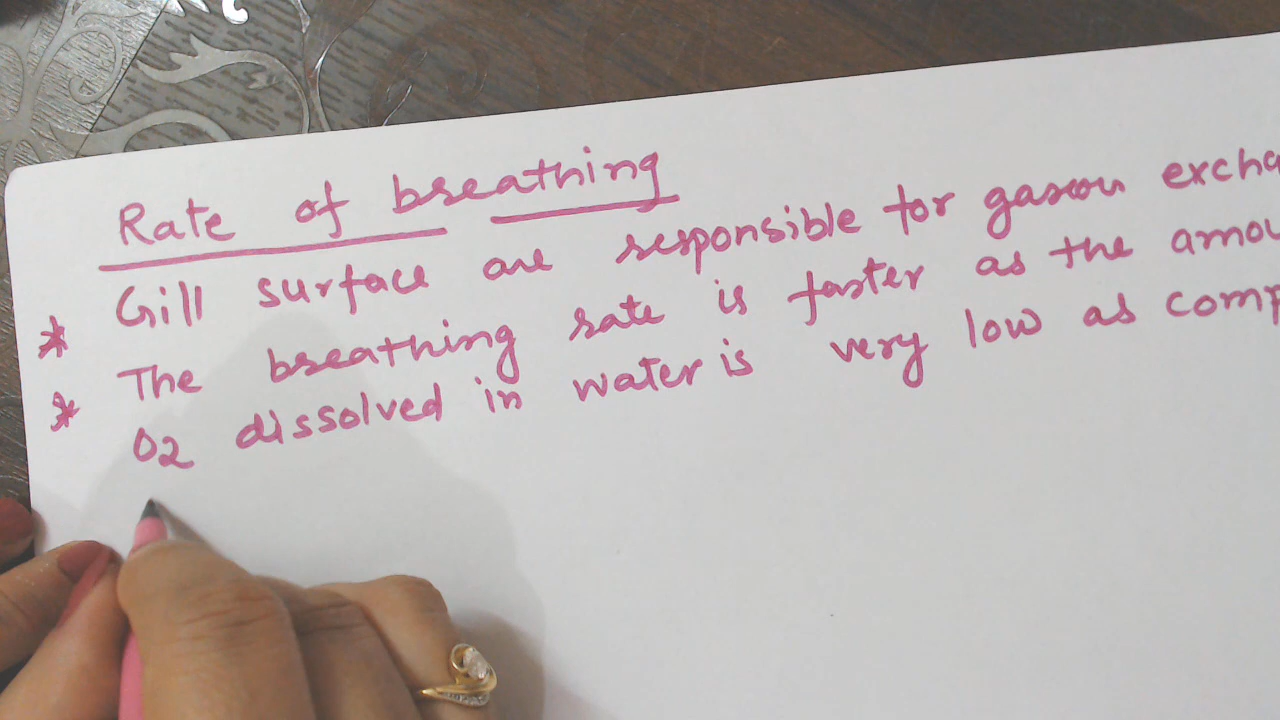 Rate of breathing
* Gill surface are responsible for gaseous excha
* The breathing rate is faster as the amou
O2 dissolved in water is very low as comp